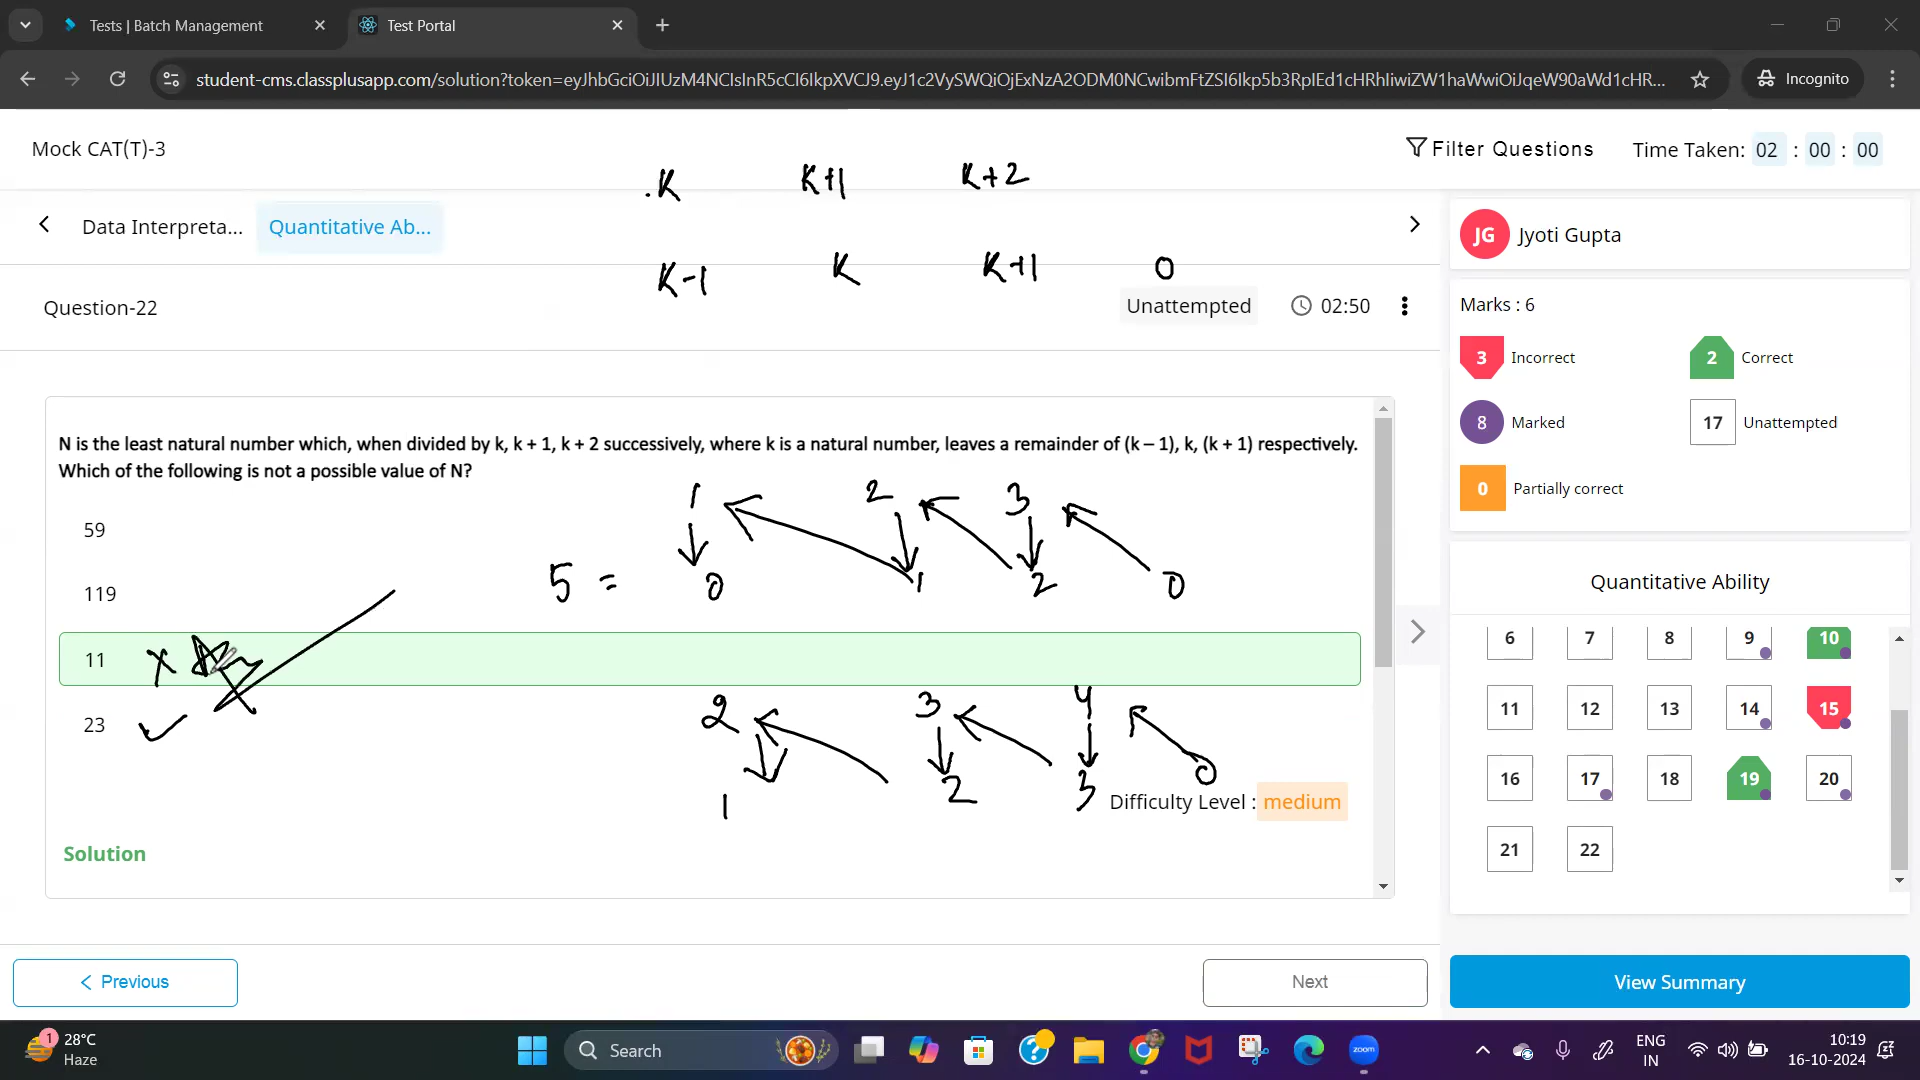 Tests | Batch Management
Test Portal
student-cms.classplusapp.com/solution?token=
Incognito
Mock CAT(T)-3
Filter Questions
Time Taken: 02 : 00 : 00
.K K+1 K+2
Data Interpreta...
Quantitative Ab...
K-1 K K+1 0
Question-22
Unattempted
02:50
N is the least natural number which, when divided by k, k + 1, k + 2 successively, where k is a natural number, leaves a remainder of (k – 1), k, (k + 1) respectively.
Which of the following is not a possible value of N?
1 2 3
59
5 = 0 1 2 0
119
11 x
2 3 4
23 ✓
1 2 3 0
Difficulty Level : medium
Solution
Previous
Next
JG
Jyoti Gupta
Marks : 6
3 Incorrect
2 Correct
8 Marked
17 Unattempted
0 Partially correct
Quantitative Ability
6 7 8 9 10
11 12 13 14 15
16 17 18 19 20
21 22
View Summary
1
28°C
Haze
Search
zoom
ENG
IN
10:19
16-10-2024